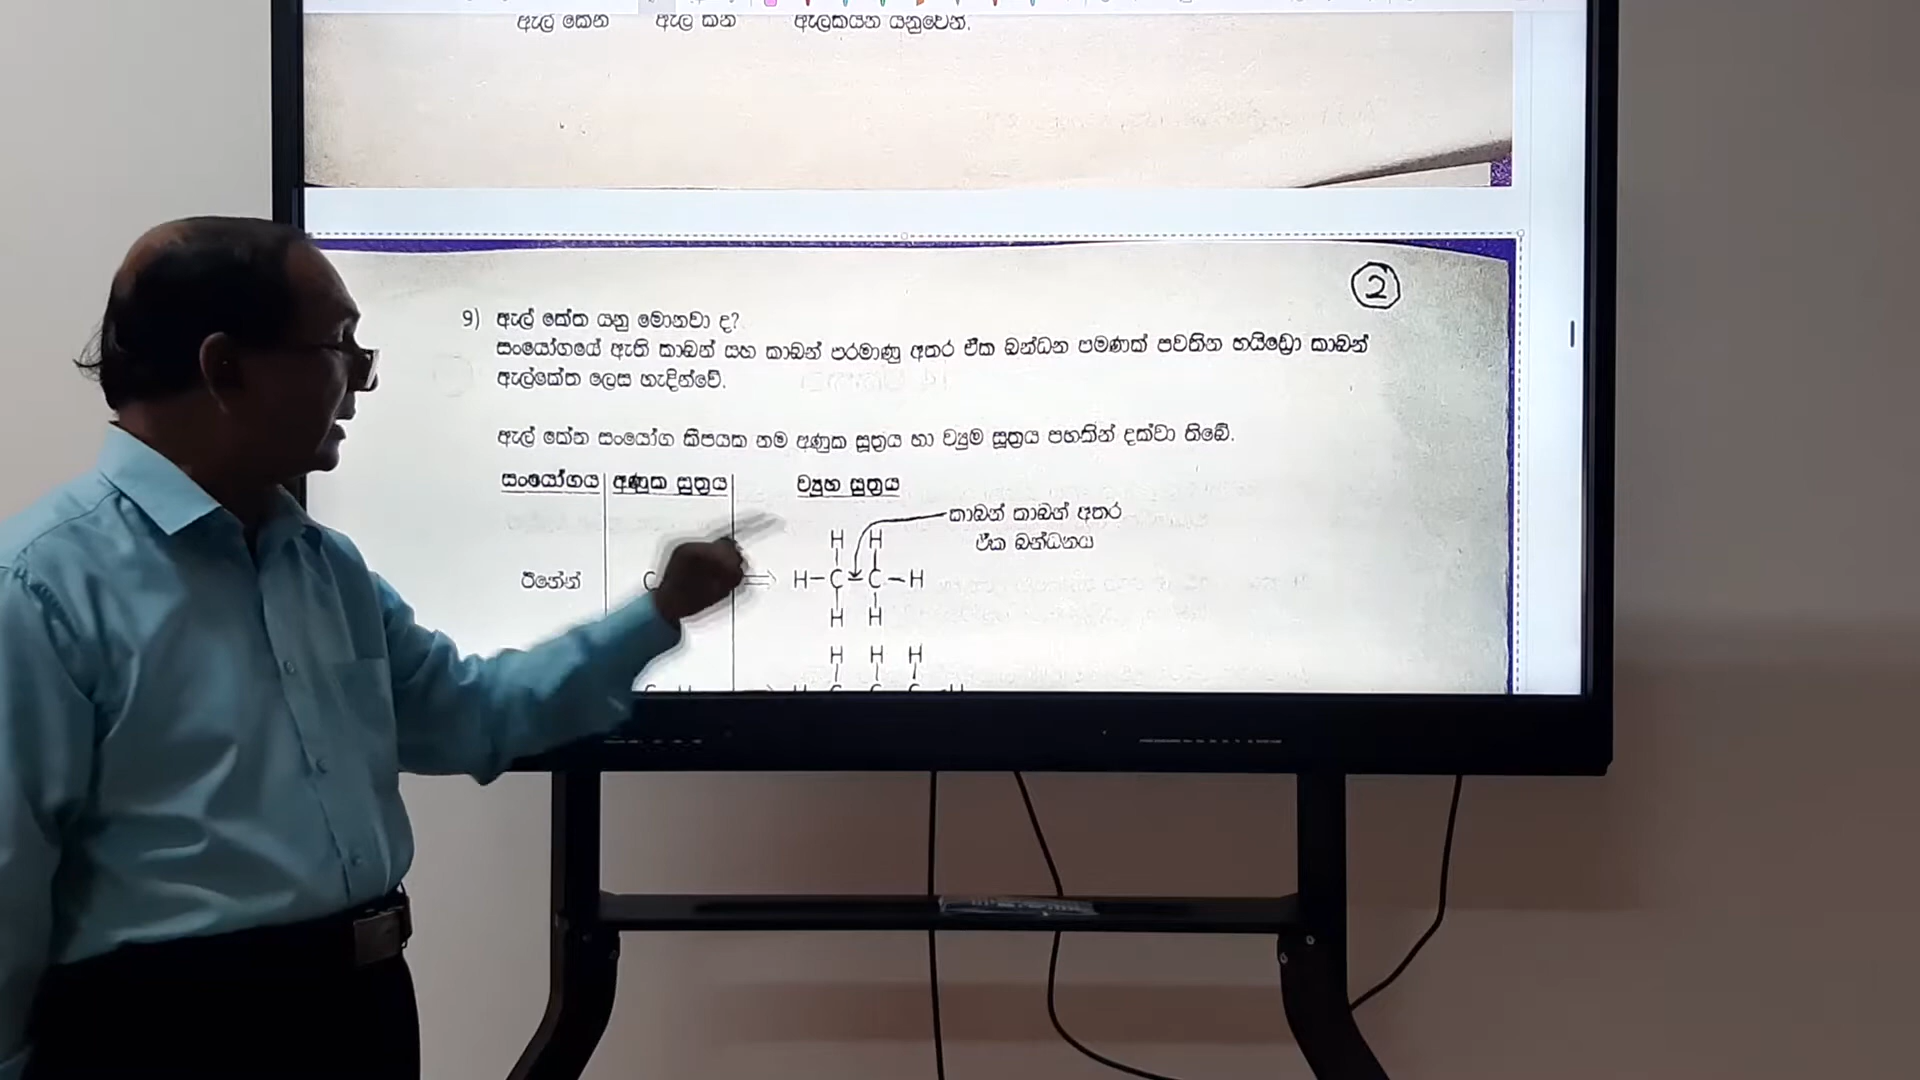 ඇල් කේන ඇල් කීන ඇල්කයින යනුවෙනි.
2
9) ඇල් කේන යනු මොනවා ද?
සංයෝගයේ ඇති කාබන් සහ කාබන් පරමාණු අතර ඒක බන්ධන පමණක් පවතින හයිඩ්‍රො කාබන්
ඇල්කේන ලෙස හැදින්වේ.
ඇල් කේන සංයෝග කීපයක නම අණුක සූත්‍රය හා ව්‍යුම සූත්‍රය පහතින් දක්වා තිබේ.
සංයෝගය අණුක සූත්‍රය ව්‍යුහ සූත්‍රය
කාබන් කාබන් අතර
H H
ඒක බන්ධනය
ඊතේන් C ⇒ H–C–C–H
H H
H H H